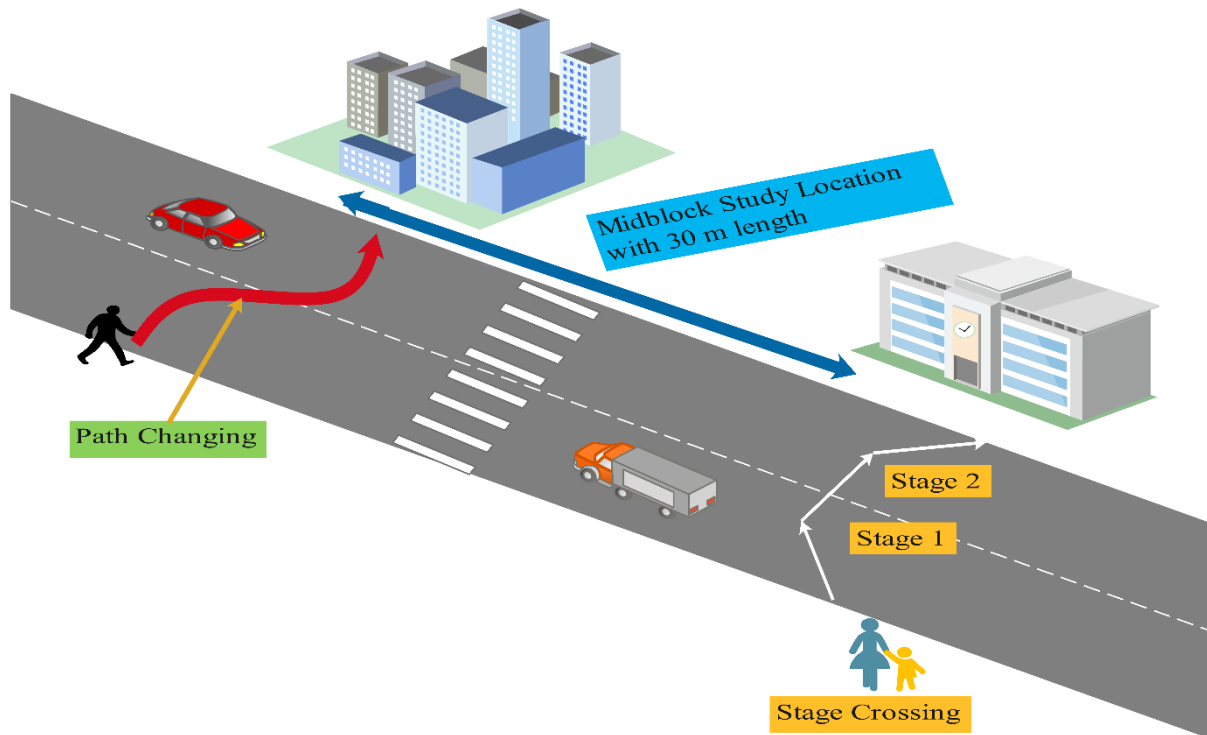 Midblock Study Location
with 30 m length
Path Changing
Stage 2
Stage 1
Stage Crossing